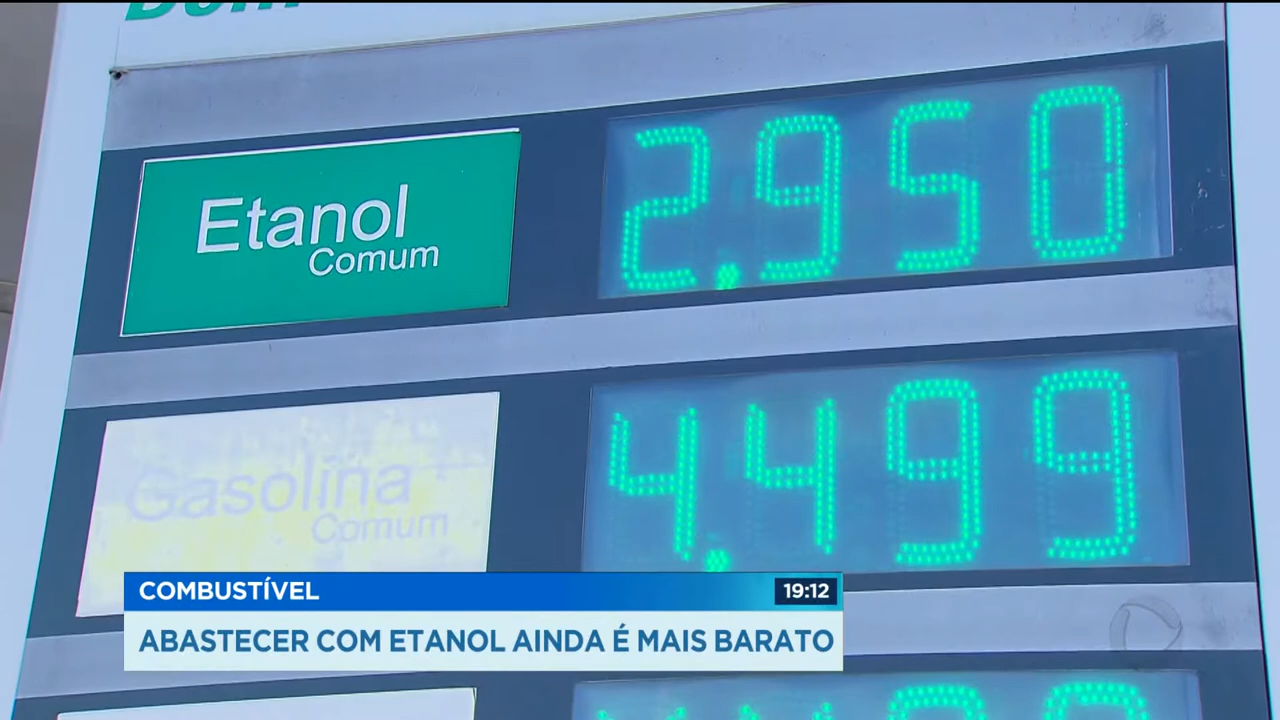 Etanol
Comum
2.950
Gasolina
Comum
4.499
COMBUSTÍVEL
19:12
ABASTECER COM ETANOL AINDA É MAIS BARATO